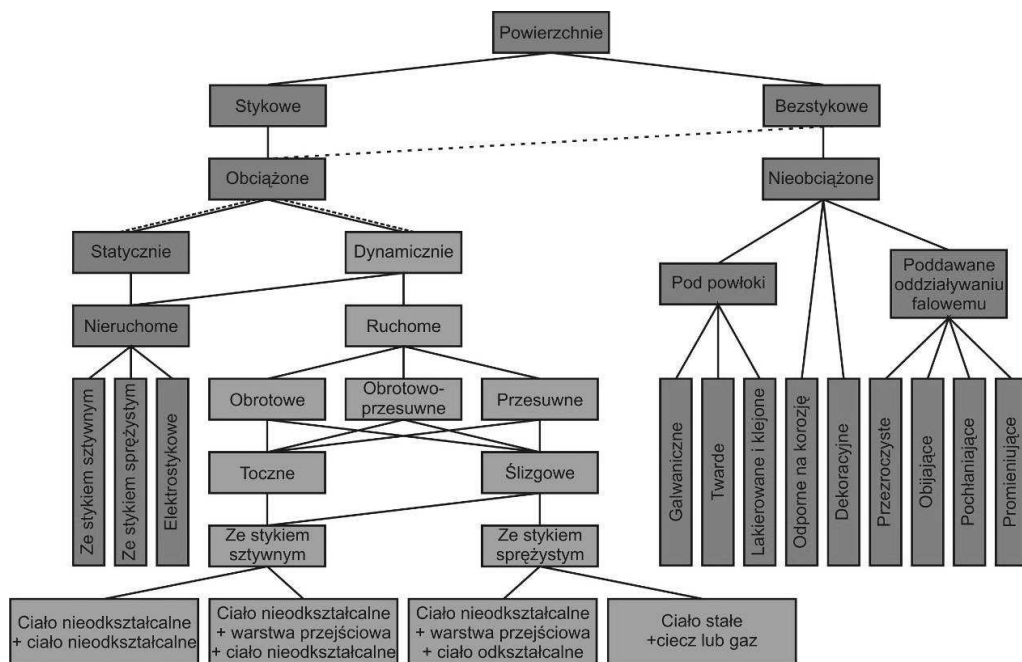 Powierzchnie
Stykowe
Bezstykowe
Obciążone
Nieobciążone
Statycznie
Dynamicznie
Pod powłoki
Poddawane
oddziaływaniu
falowemu
Nieruchome
Ruchome
Ze stykiem sztywnym
Ze stykiem sprężystym
Elektrostykowe
Obrotowe
Obrotowo-
przesuwne
Przesuwne
Galwaniczne
Twarde
Lakierowane i klejone
Odporne na korozję
Dekoracyjne
Przezroczyste
Obijające
Pochłaniające
Promieniujące
Toczne
Ślizgowe
Ze stykiem
sztywnym
Ze stykiem
sprężystym
Ciało nieodkształcalne
+ ciało nieodkształcalne
Ciało nieodkształcalne
+ warstwa przejściowa
+ ciało nieodkształcalne
Ciało nieodkształcalne
+ warstwa przejściowa
+ ciało odkształcalne
Ciało stałe
+ciecz lub gaz